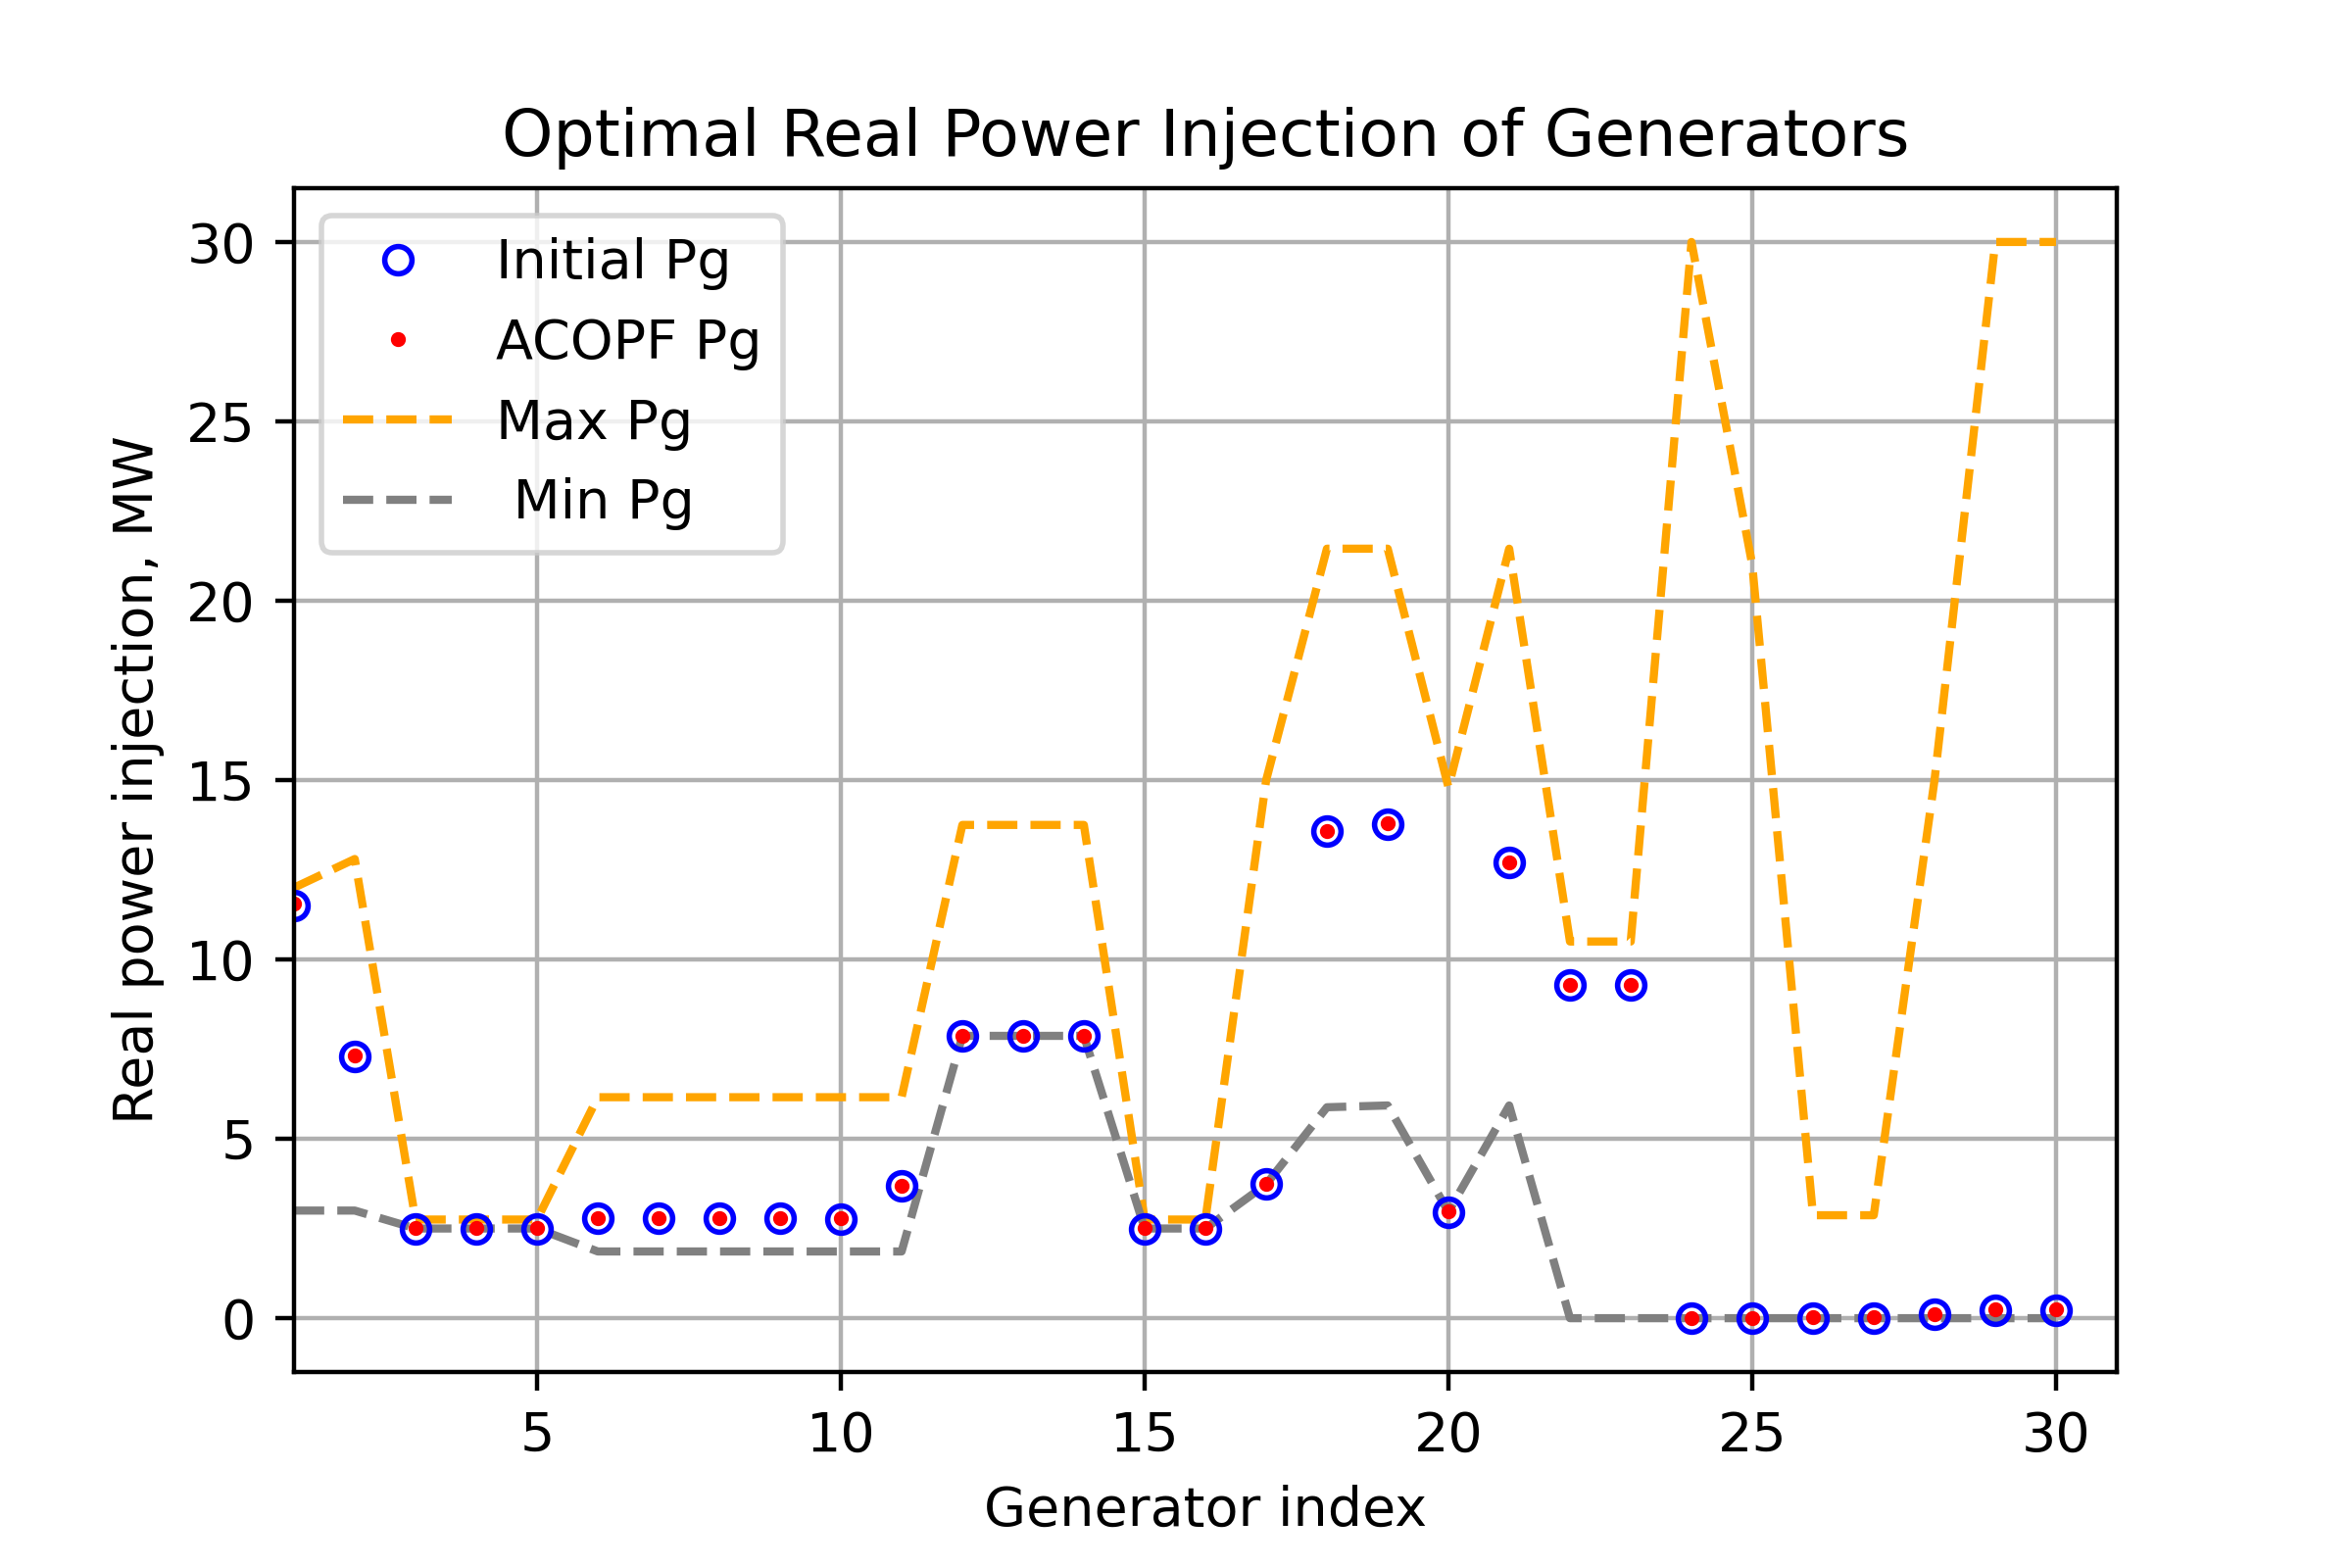 Optimal Real Power Injection of Generators
Real power injection, MW
30
25
20
15
10
5
0
Initial Pg
ACOPF Pg
Max Pg
Min Pg
5 10 15 20 25 30
Generator index